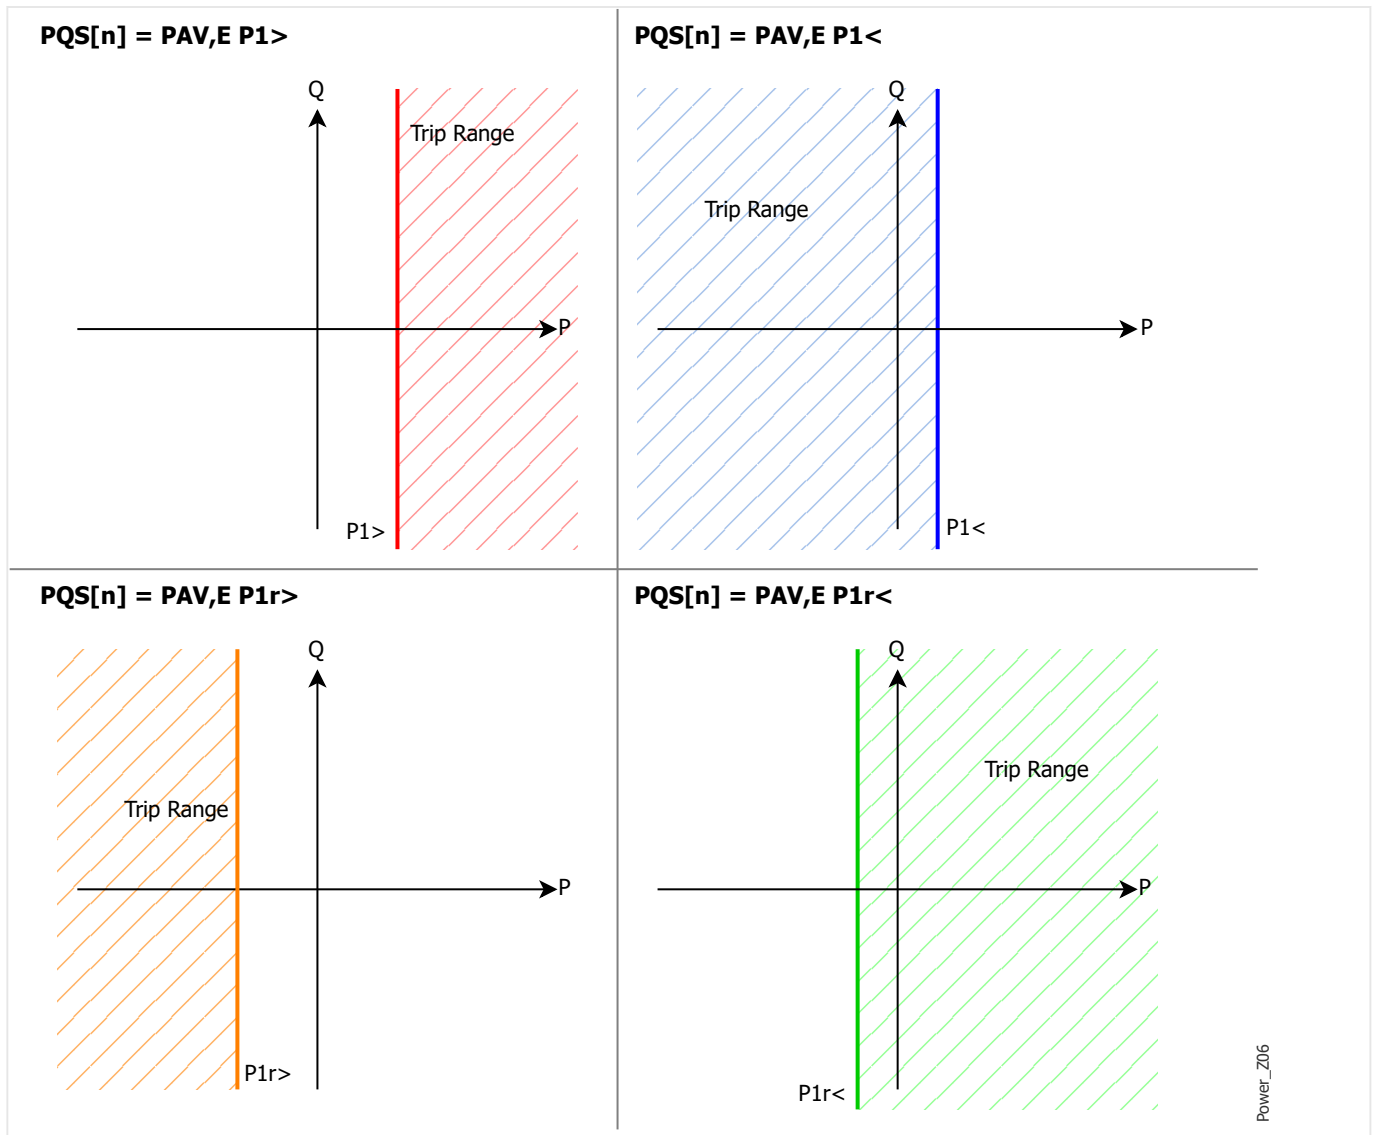 PQS[n] = PAV,E P1>
Q
Trip Range
P
P1>
PQS[n] = PAV,E P1<
Q
Trip Range
P
P1<
PQS[n] = PAV,E P1r>
Q
Trip Range
P
P1r>
PQS[n] = PAV,E P1r<
Q
Trip Range
P
P1r<
Power_Z06